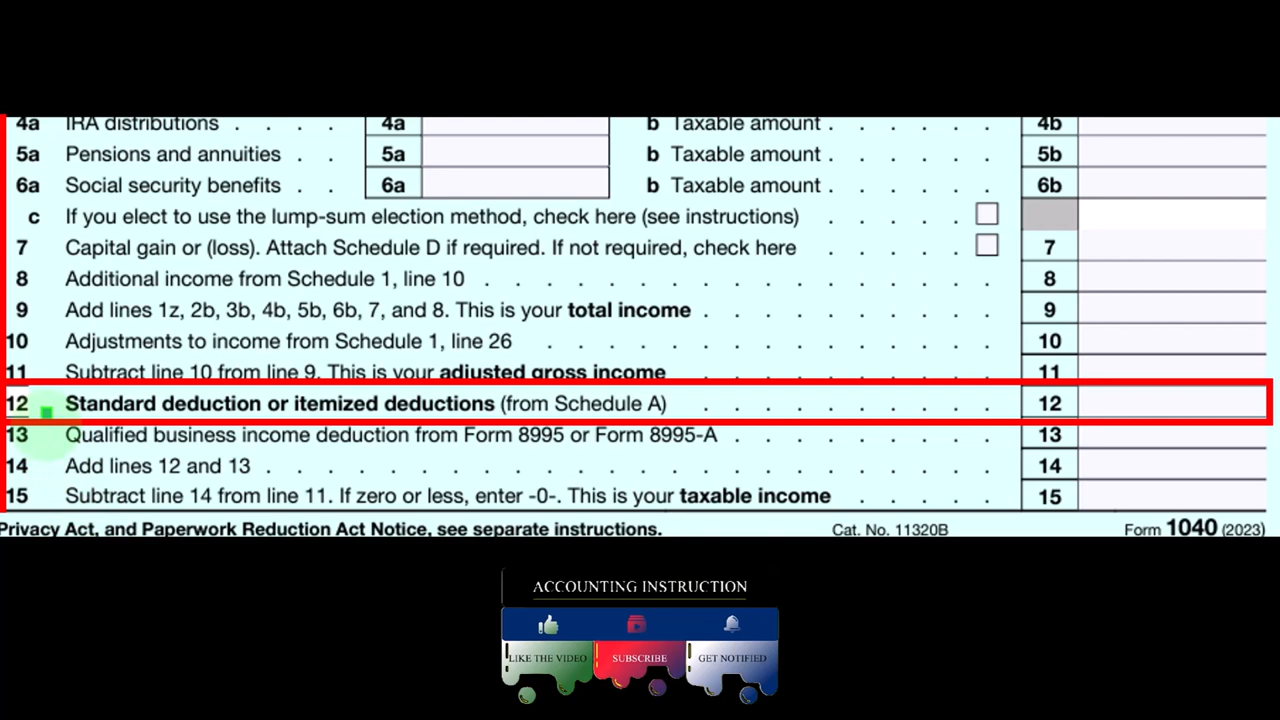 4a IRA distributions . . . . 4a b Taxable amount . . . . . . 4b
5a Pensions and annuities . . 5a b Taxable amount . . . . . . 5b
6a Social security benefits . . 6a b Taxable amount . . . . . . 6b
c If you elect to use the lump-sum election method, check here (see instructions) . . . . .
7 Capital gain or (loss). Attach Schedule D if required. If not required, check here . . . . . 7
8 Additional income from Schedule 1, line 10 . . . . . . . . . . . . . . . . . 8
9 Add lines 1z, 2b, 3b, 4b, 5b, 6b, 7, and 8. This is your total income . . . . . . . . . . 9
10 Adjustments to income from Schedule 1, line 26 . . . . . . . . . . . . . . . 10
11 Subtract line 10 from line 9. This is your adjusted gross income . . . . . . . . . . 11
12 Standard deduction or itemized deductions (from Schedule A) . . . . . . . . . . 12
13 Qualified business income deduction from Form 8995 or Form 8995-A . . . . . . . . . 13
14 Add lines 12 and 13 . . . . . . . . . . . . . . . . . . . . . . . . 14
15 Subtract line 14 from line 11. If zero or less, enter -0-. This is your taxable income . . . . . 15
Privacy Act, and Paperwork Reduction Act Notice, see separate instructions. Cat. No. 11320B Form 1040 (2023)
ACCOUNTING INSTRUCTION
LIKE THE VIDEO SUBSCRIBE GET NOTIFIED